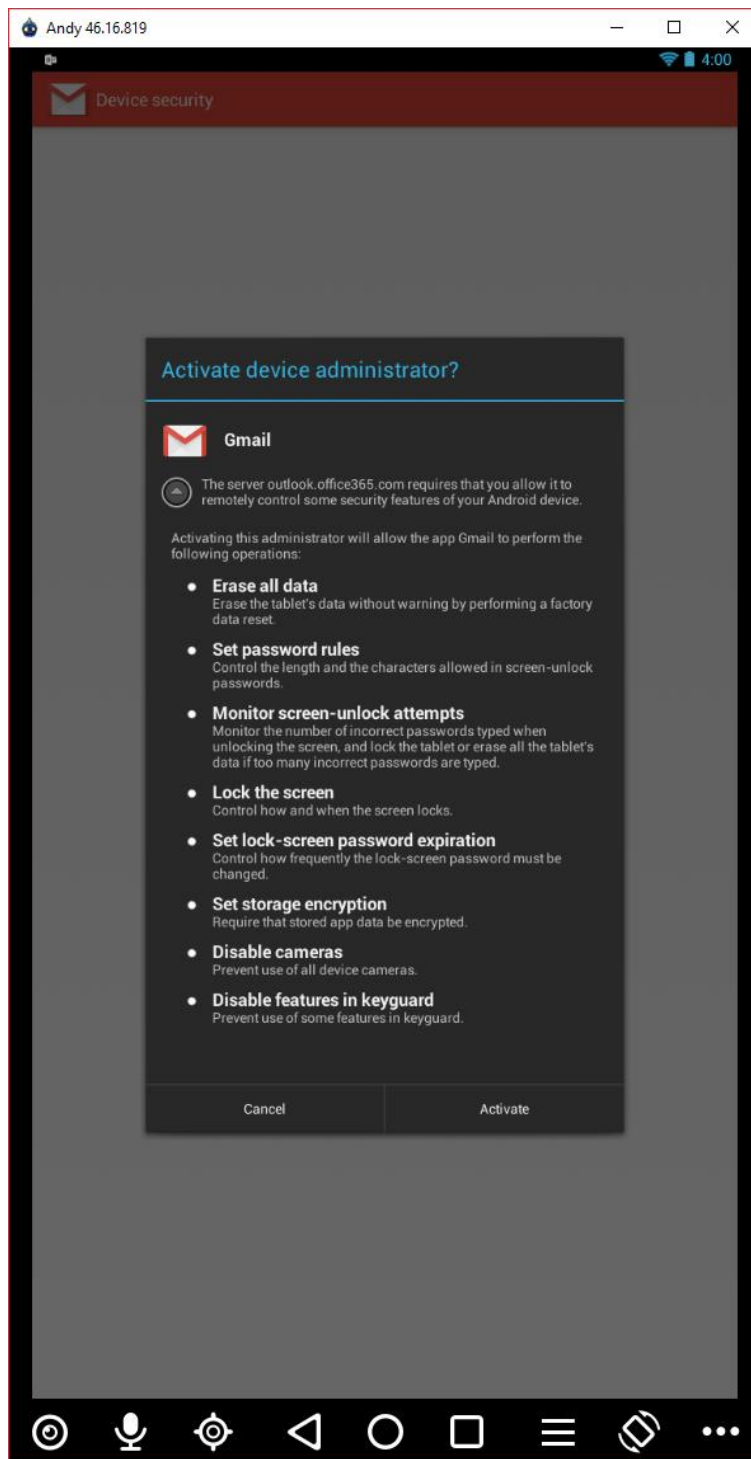 Andy 46.16.819
4:00
Device security
Activate device administrator?
Gmail
The server outlook.office365.com requires that you allow it to
remotely control some security features of your Android device.
Activating this administrator will allow the app Gmail to perform the
following operations:
Erase all data
Erase the tablet's data without warning by performing a factory
data reset.
Set password rules
Control the length and the characters allowed in screen-unlock
passwords.
Monitor screen-unlock attempts
Monitor the number of incorrect passwords typed when
unlocking the screen, and lock the tablet or erase all the tablet's
data if too many incorrect passwords are typed.
Lock the screen
Control how and when the screen locks.
Set lock-screen password expiration
Control how frequently the lock-screen password must be
changed.
Set storage encryption
Require that stored app data be encrypted.
Disable cameras
Prevent use of all device cameras.
Disable features in keyguard
Prevent use of some features in keyguard.
Cancel
Activate